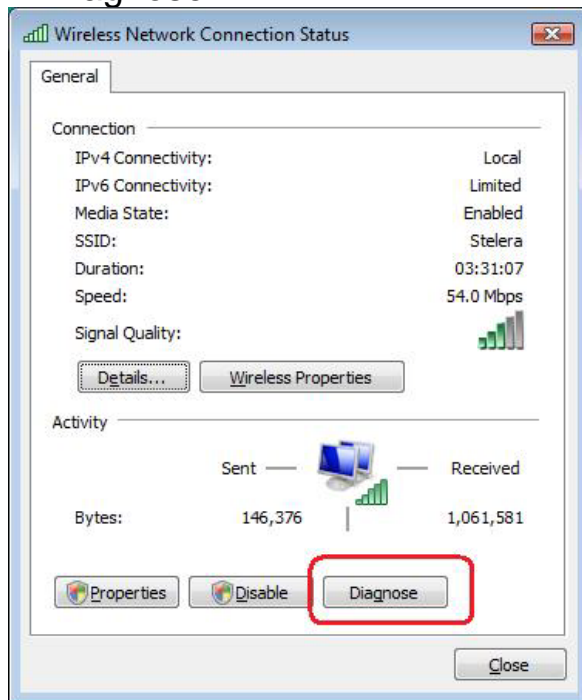 Wireless Network Connection Status
General
Connection
IPv4 Connectivity: Local
IPv6 Connectivity: Limited
Media State: Enabled
SSID: Stelera
Duration: 03:31:07
Speed: 54.0 Mbps
Signal Quality:
Details... Wireless Properties
Activity
Sent — — Received
Bytes: 146,376 1,061,581
Properties Disable Diagnose
Close